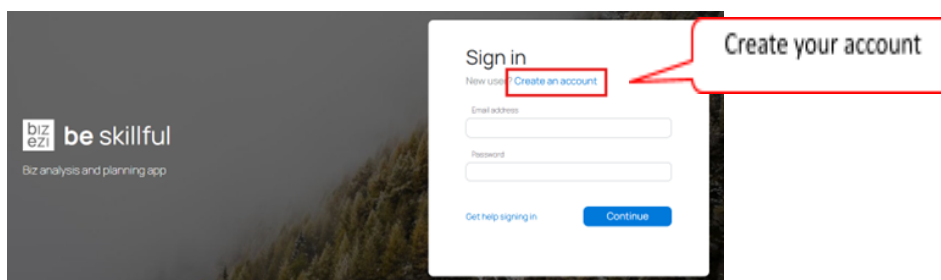 Create your account
Sign in
New user? Create an account
Email address
biz
ezi
be skillful
Password
Biz analysis and planning app
Get help signing in
Continue